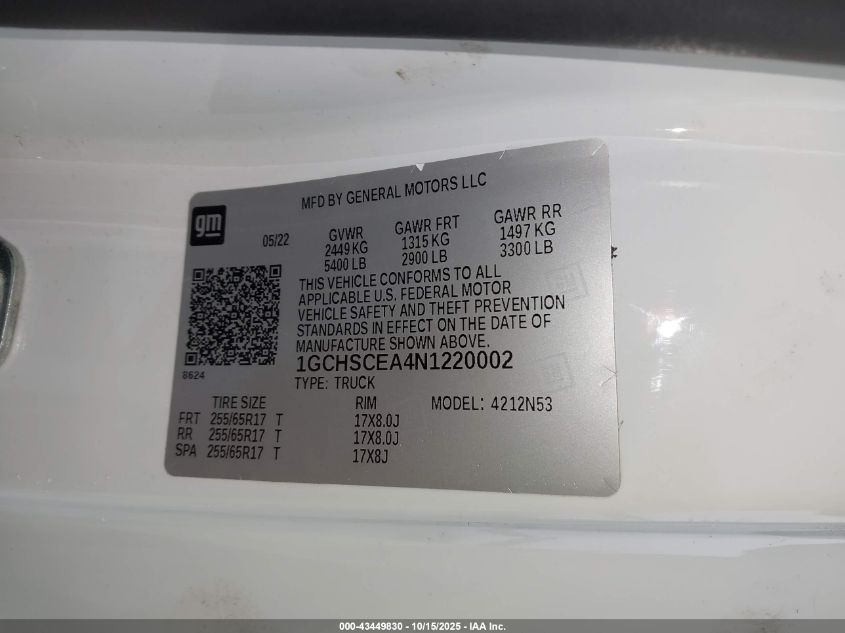 MFD BY GENERAL MOTORS LLC
gm
05/22
GVWR GAWR FRT GAWR RR
2449 KG 1315 KG 1497 KG
5400 LB 2900 LB 3300 LB
THIS VEHICLE CONFORMS TO ALL
APPLICABLE U.S. FEDERAL MOTOR
VEHICLE SAFETY AND THEFT PREVENTION
STANDARDS IN EFFECT ON THE DATE OF
MANUFACTURE SHOWN ABOVE.
1GCHSCEA4N1220002
8624
TYPE: TRUCK
TIRE SIZE RIM MODEL: 4212N53
FRT 255/65R17 T 17X8.0J
RR 255/65R17 T 17X8.0J
SPA 255/65R17 T 17X8J
000-43449830 - 10/15/2025 - IAA Inc.